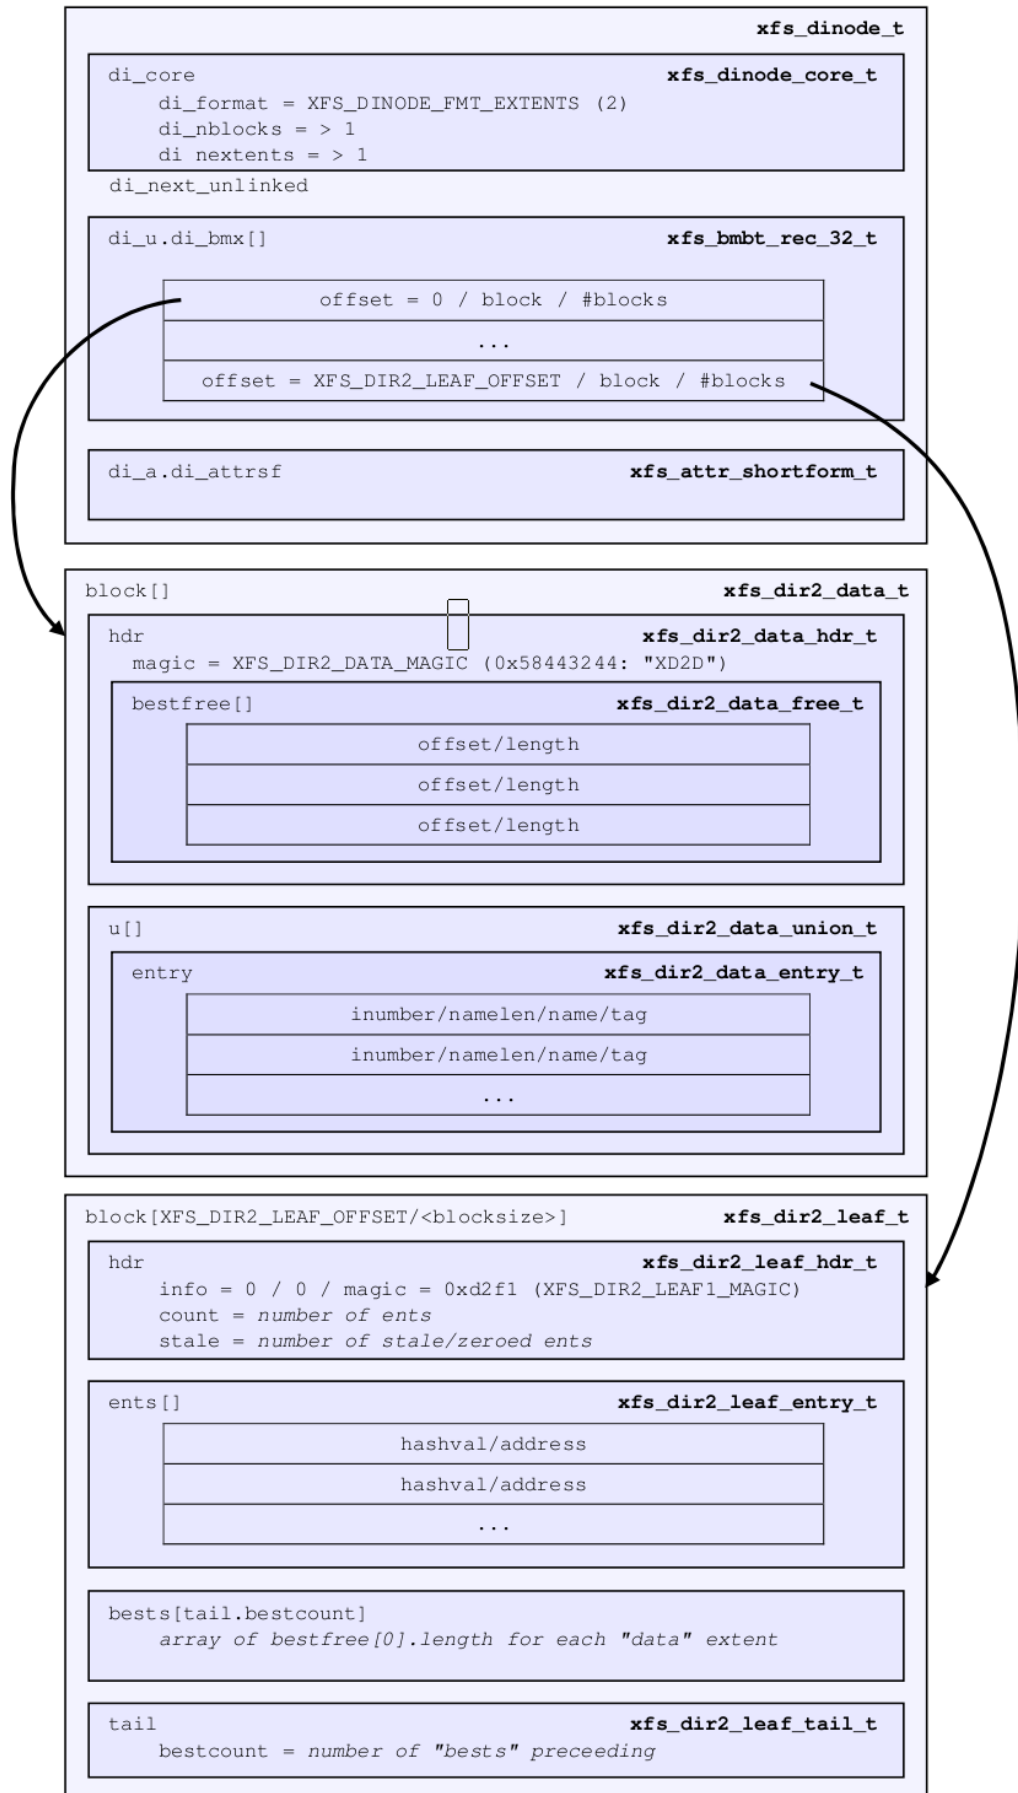 xfs_dinode_t
di_core xfs_dinode_core_t
di_format = XFS_DINODE_FMT_EXTENTS (2)
di_nblocks = > 1
di nextents = > 1
di_next_unlinked
di_u.di_bmx[] xfs_bmbt_rec_32_t
offset = 0 / block / #blocks
...
offset = XFS_DIR2_LEAF_OFFSET / block / #blocks
di_a.di_attrsf xfs_attr_shortform_t
block[] xfs_dir2_data_t
hdr xfs_dir2_data_hdr_t
magic = XFS_DIR2_DATA_MAGIC (0x58443244: "XD2D")
bestfree[] xfs_dir2_data_free_t
offset/length
offset/length
offset/length
u[] xfs_dir2_data_union_t
entry xfs_dir2_data_entry_t
inumber/namelen/name/tag
inumber/namelen/name/tag
...
block[XFS_DIR2_LEAF_OFFSET/<blocksize>] xfs_dir2_leaf_t
hdr xfs_dir2_leaf_hdr_t
info = 0 / 0 / magic = 0xd2f1 (XFS_DIR2_LEAF1_MAGIC)
count = number of ents
stale = number of stale/zeroed ents
ents[] xfs_dir2_leaf_entry_t
hashval/address
hashval/address
...
bests[tail.bestcount]
array of bestfree[0].length for each "data" extent
tail xfs_dir2_leaf_tail_t
bestcount = number of "bests" preceeding